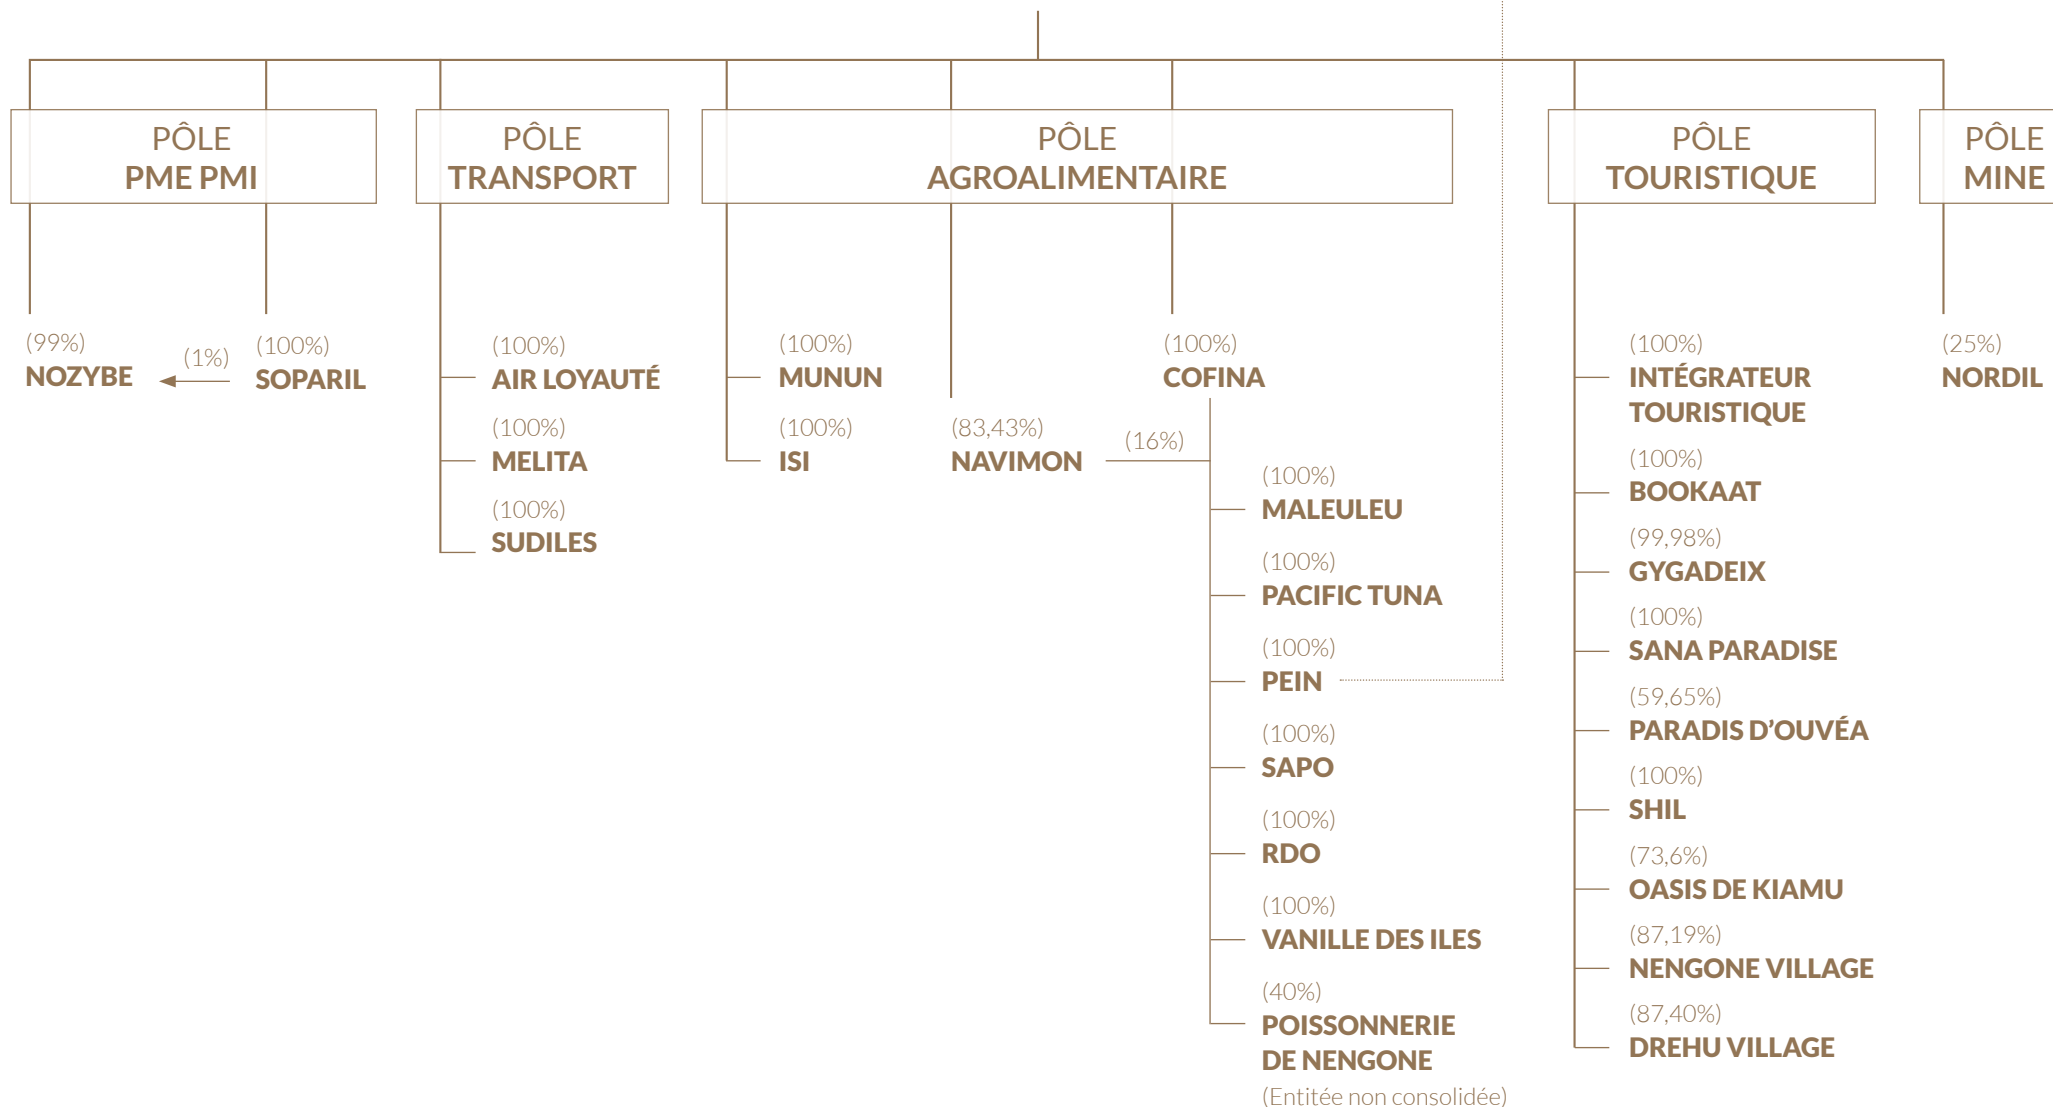 PÔLE
PME PMI
(99%)
NOZYBE
(1%)
(100%)
SOPARIL
PÔLE
TRANSPORT
(100%)
AIR LOYAUTÉ
(100%)
MELITA
(100%)
SUDILES
PÔLE
AGROALIMENTAIRE
(100%)
MUNUN
(100%)
ISI
(83,43%)
NAVIMON
(16%)
(100%)
COFINA
(100%)
MALEULEU
(100%)
PACIFIC TUNA
(100%)
PEIN
(100%)
SAPO
(100%)
RDO
(100%)
VANILLE DES ILES
(40%)
POISSONNERIE
DE NENGONE
(Entitée non consolidée)
PÔLE
TOURISTIQUE
(100%)
INTÉGRATEUR
TOURISTIQUE
(100%)
BOOKAAT
(99,98%)
GYGADEIX
(100%)
SANA PARADISE
(59,65%)
PARADIS D’OUVÉA
(100%)
SHIL
(73,6%)
OASIS DE KIAMU
(87,19%)
NENGONE VILLAGE
(87,40%)
DREHU VILLAGE
PÔLE
MINE
(25%)
NORDIL